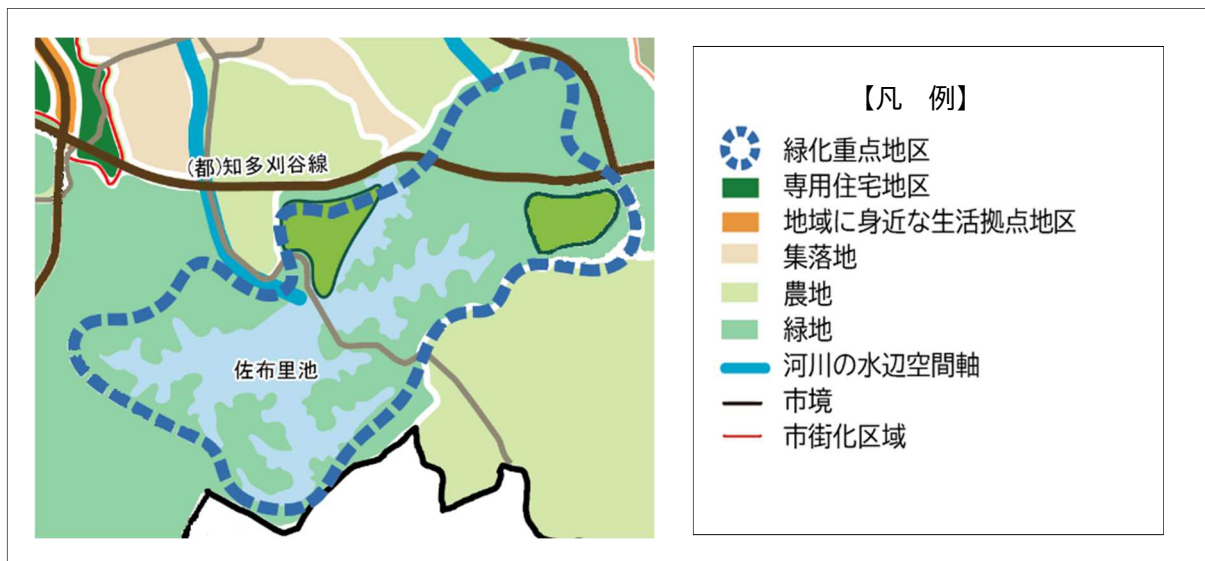 (都)知多刈谷線
佐布里池
【凡　例】
緑化重点地区
専用住宅地区
地域に身近な生活拠点地区
集落地
農地
緑地
河川の水辺空間軸
市境
市街化区域